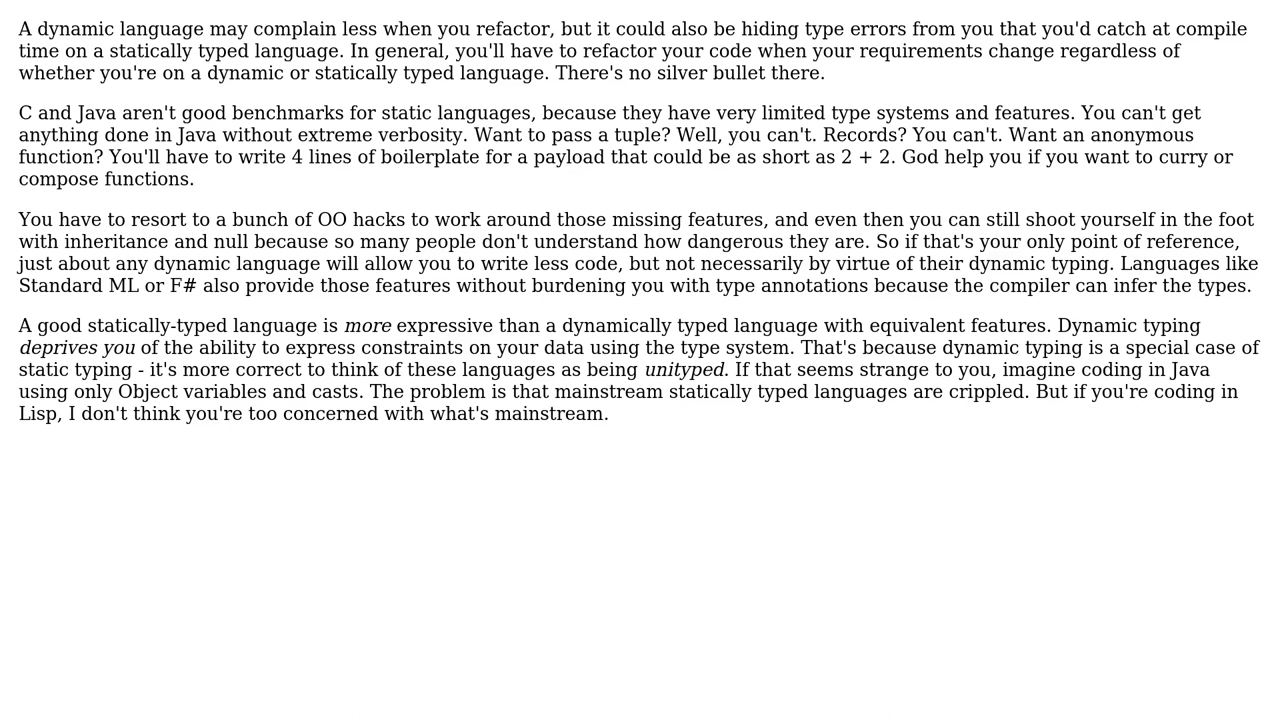 A dynamic language may complain less when you refactor, but it could also be hiding type errors from you that you'd catch at compile
time on a statically typed language. In general, you'll have to refactor your code when your requirements change regardless of
whether you're on a dynamic or statically typed language. There's no silver bullet there.
C and Java aren't good benchmarks for static languages, because they have very limited type systems and features. You can't get
anything done in Java without extreme verbosity. Want to pass a tuple? Well, you can't. Records? You can't. Want an anonymous
function? You'll have to write 4 lines of boilerplate for a payload that could be as short as 2 + 2. God help you if you want to curry or
compose functions.
You have to resort to a bunch of OO hacks to work around those missing features, and even then you can still shoot yourself in the foot
with inheritance and null because so many people don't understand how dangerous they are. So if that's your only point of reference,
just about any dynamic language will allow you to write less code, but not necessarily by virtue of their dynamic typing. Languages like
Standard ML or F# also provide those features without burdening you with type annotations because the compiler can infer the types.
A good statically-typed language is more expressive than a dynamically typed language with equivalent features. Dynamic typing
deprives you of the ability to express constraints on your data using the type system. That's because dynamic typing is a special case of
static typing - it's more correct to think of these languages as being unityped. If that seems strange to you, imagine coding in Java
using only Object variables and casts. The problem is that mainstream statically typed languages are crippled. But if you're coding in
Lisp, I don't think you're too concerned with what's mainstream.